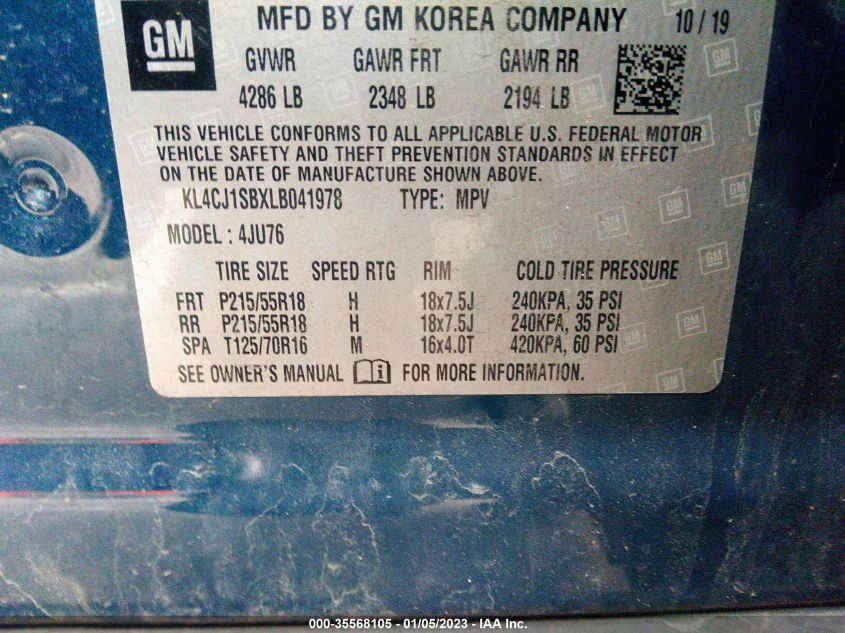 GM
MFD BY GM KOREA COMPANY 10/19
GVWR GAWR FRT GAWR RR
4286 LB 2348 LB 2194 LB
THIS VEHICLE CONFORMS TO ALL APPLICABLE U.S. FEDERAL MOTOR
VEHICLE SAFETY AND THEFT PREVENTION STANDARDS IN EFFECT
ON THE DATE OF MANUFACTURE SHOWN ABOVE.
KL4CJ1SBXLB041978 TYPE: MPV
MODEL : 4JU76
TIRE SIZE SPEED RTG RIM COLD TIRE PRESSURE
FRT P215/55R18 H 18x7.5J 240KPA, 35 PSI
RR P215/55R18 H 18x7.5J 240KPA, 35 PSI
SPA T125/70R16 M 16x4.0T 420KPA, 60 PSI
SEE OWNER'S MANUAL FOR MORE INFORMATION.
000-35568105 - 01/05/2023 - IAA Inc.